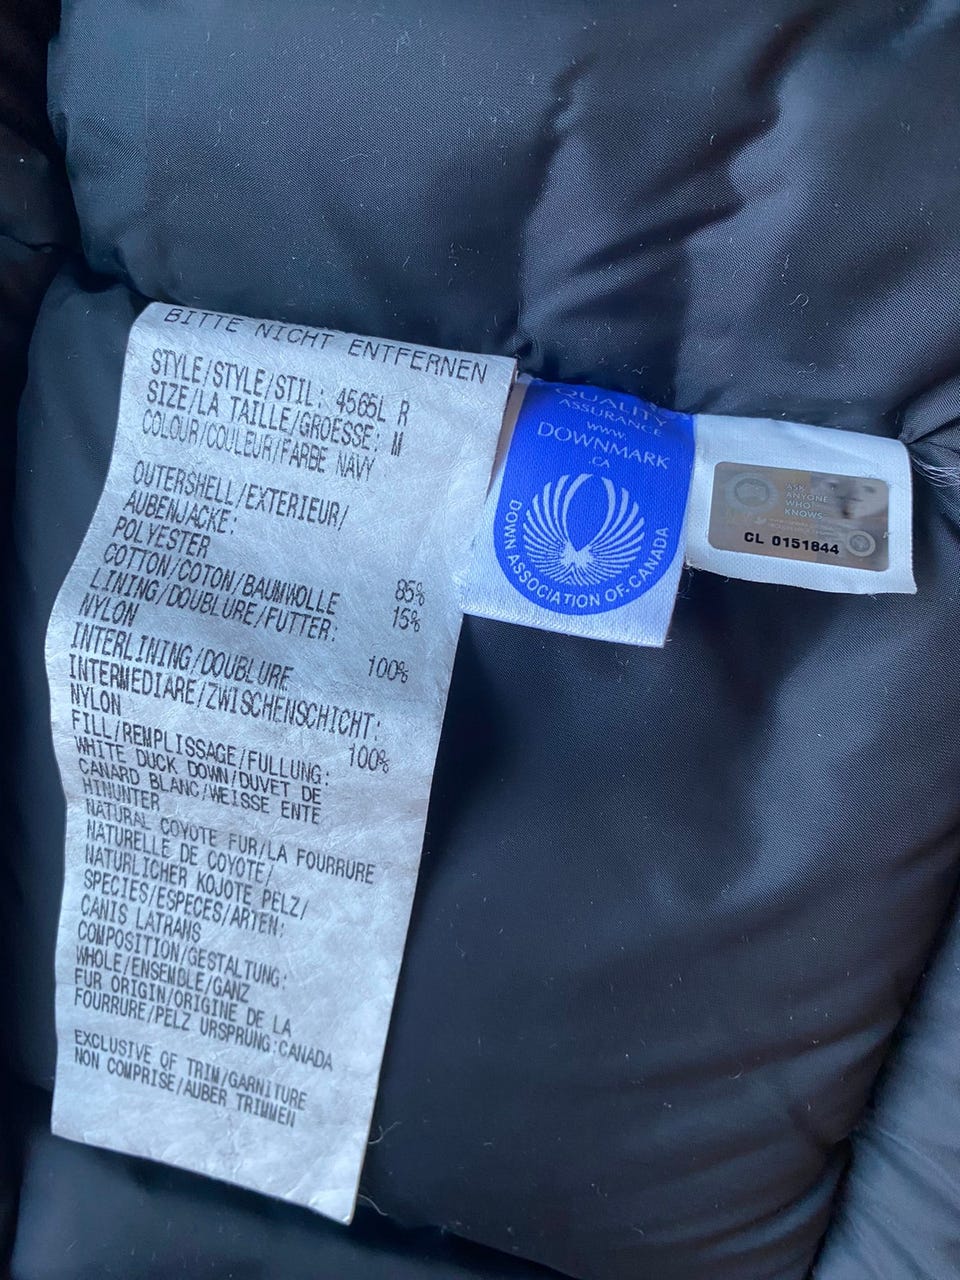 BITTE NICHT ENTFERNEN
STYLE/STYLE/STIL: 4565L R
SIZE/LA TAILLE/GROESSE: M
COLOUR/COULEUR/FARBE NAVY
OUTERSHELL/EXTERIEUR/
AUBENJACKE:
POLYESTER 85%
COTTON/COTON/BAUMWOLLE 15%
LINING/DOUBLURE/FUTTER:
NYLON 100%
INTERLINING/DOUBLURE
INTERMEDIARE/ZWISCHENSCHICHT:
NYLON 100%
FILL/REMPLISSAGE/FULLUNG:
WHITE DUCK DOWN/DUVET DE
CANARD BLANC/WEISSE ENTE
HINUNTER
NATURAL COYOTE FUR/LA FOURRURE
NATURELLE DE COYOTE/
NATURLICHER KOJOTE PELZ/
SPECIES/ESPECES/ARTEN:
CANIS LATRANS
COMPOSITION/GESTALTUNG:
WHOLE/ENSEMBLE/GANZ
FUR ORIGIN/ORIGINE DE LA
FOURRURE/PELZ URSPRUNG:CANADA
EXCLUSIVE OF TRIM/GARNITURE
NON COMPRISE/AUBER TRIMMEN
QUALITY
ASSURANCE
www.
DOWNMARK
.CA
DOWN ASSOCIATION OF CANADA
ASK
ANYONE
WHO
KNOWS
CL 0151844